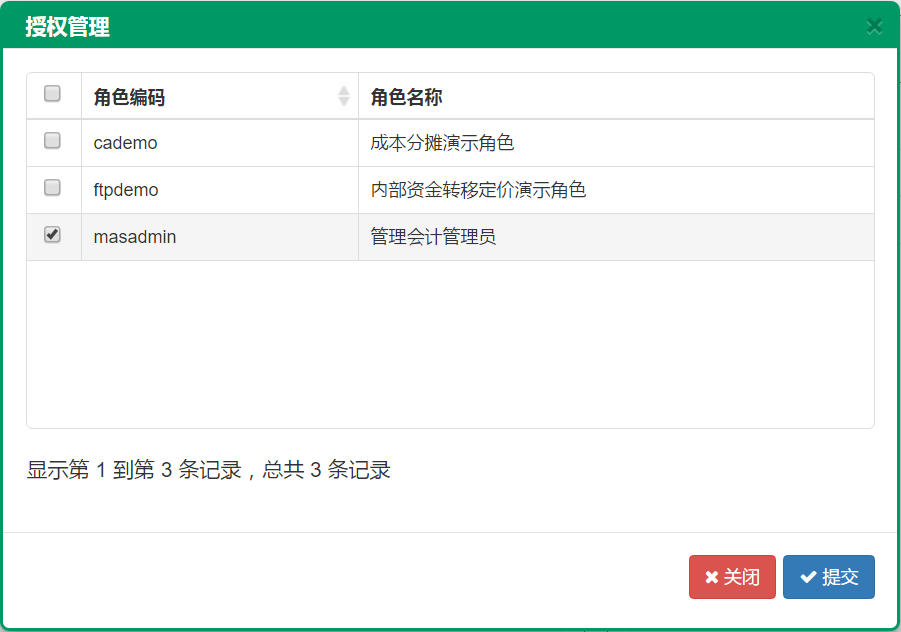 授权管理
角色编码 角色名称
cademo 成本分摊演示角色
ftpdemo 内部资金转移定价演示角色
masadmin 管理会计管理员
显示第 1 到第 3 条记录，总共 3 条记录
关闭 提交